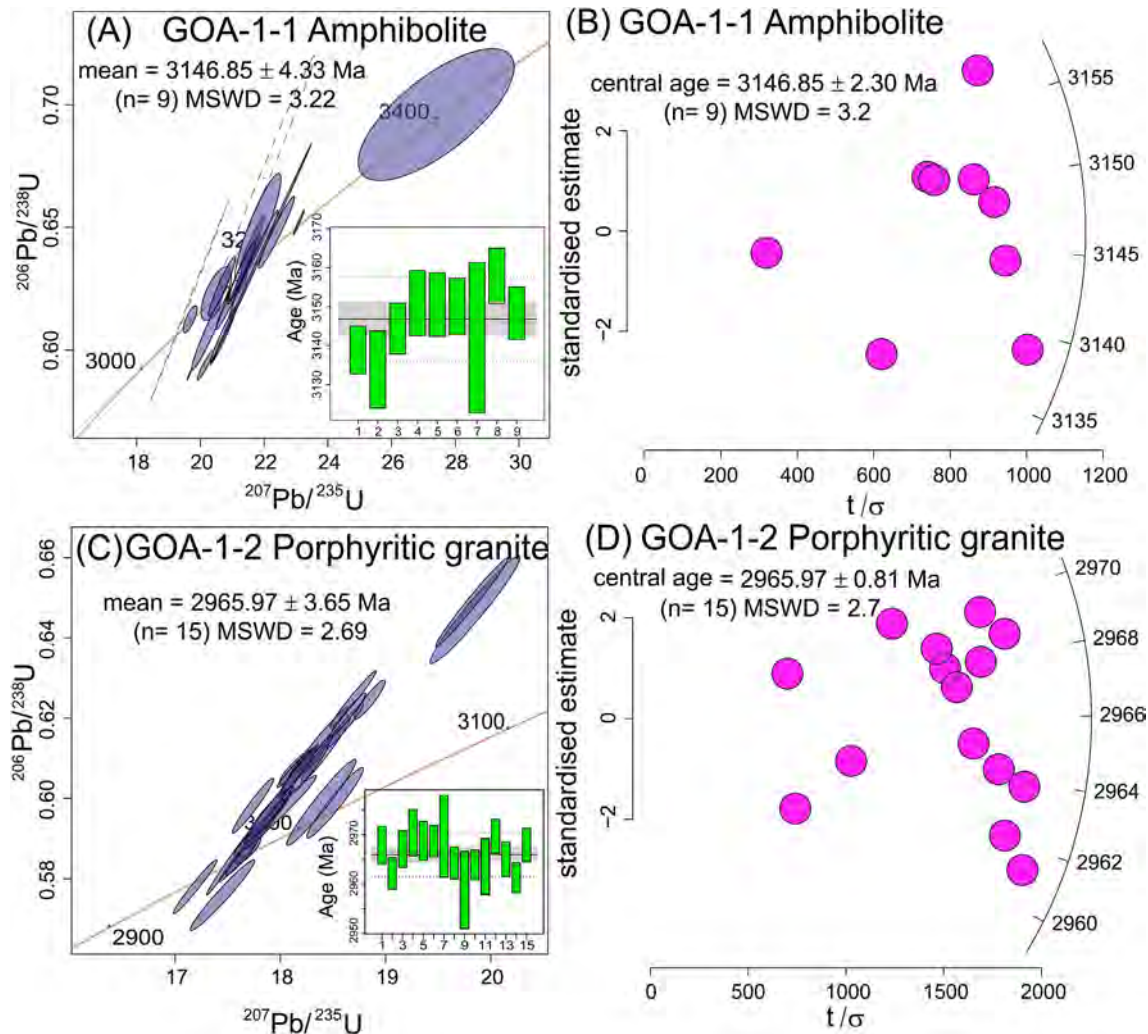 (A) GOA-1-1 Amphibolite
mean = 3146.85 ± 4.33 Ma
(n= 9) MSWD = 3.22
3400
3000
0.70
0.65
0.60
²⁰⁶Pb/²³⁸U
18 20 22 24 26 28 30
²⁰⁷Pb/²³⁵U
Age (Ma)
3170
3160
3150
3140
3130
1 2 3 4 5 6 7 8 9
(B) GOA-1-1 Amphibolite
central age = 3146.85 ± 2.30 Ma
(n= 9) MSWD = 3.2
standardised estimate
2
0
−2
3155
3150
3145
3140
3135
0 200 400 600 800 1000 1200
t/σ
(C) GOA-1-2 Porphyritic granite
mean = 2965.97 ± 3.65 Ma
(n= 15) MSWD = 2.69
3100
2900
0.66
0.64
0.62
0.60
0.58
²⁰⁶Pb/²³⁸U
17 18 19 20
²⁰⁷Pb/²³⁵U
Age (Ma)
2970
2960
2950
1 3 5 7 9 11 13 15
(D) GOA-1-2 Porphyritic granite
central age = 2965.97 ± 0.81 Ma
(n= 15) MSWD = 2.7
standardised estimate
2
0
−2
2970
2968
2966
2964
2962
2960
0 500 1000 1500 2000
t/σ